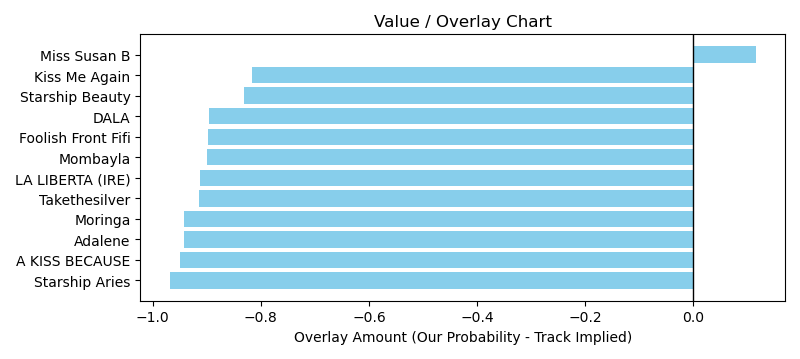 Value / Overlay Chart
Miss Susan B
Kiss Me Again
Starship Beauty
DALA
Foolish Front Fifi
Mombayla
LA LIBERTA (IRE)
Takethesilver
Moringa
Adalene
A KISS BECAUSE
Starship Aries
−1.0 −0.8 −0.6 −0.4 −0.2 0.0
Overlay Amount (Our Probability - Track Implied)